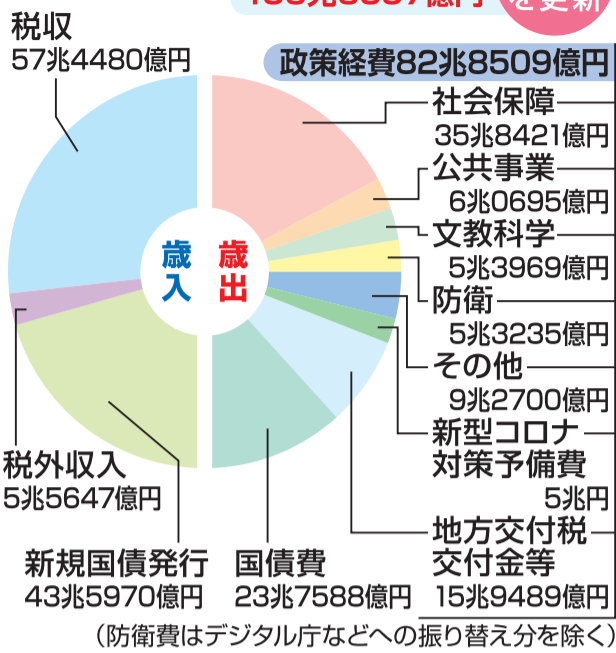 を更新
税収
57兆4480億円
政策経費82兆8509億円
社会保障
35兆8421億円
公共事業
6兆0695億円
文教科学
5兆3969億円
防衛
5兆3235億円
その他
9兆2700億円
新型コロナ
対策予備費
5兆円
地方交付税
交付金等
15兆9489億円
歳入
歳出
税外収入
5兆5647億円
新規国債発行
43兆5970億円
国債費
23兆7588億円
（防衛費はデジタル庁などへの振り替え分を除く）